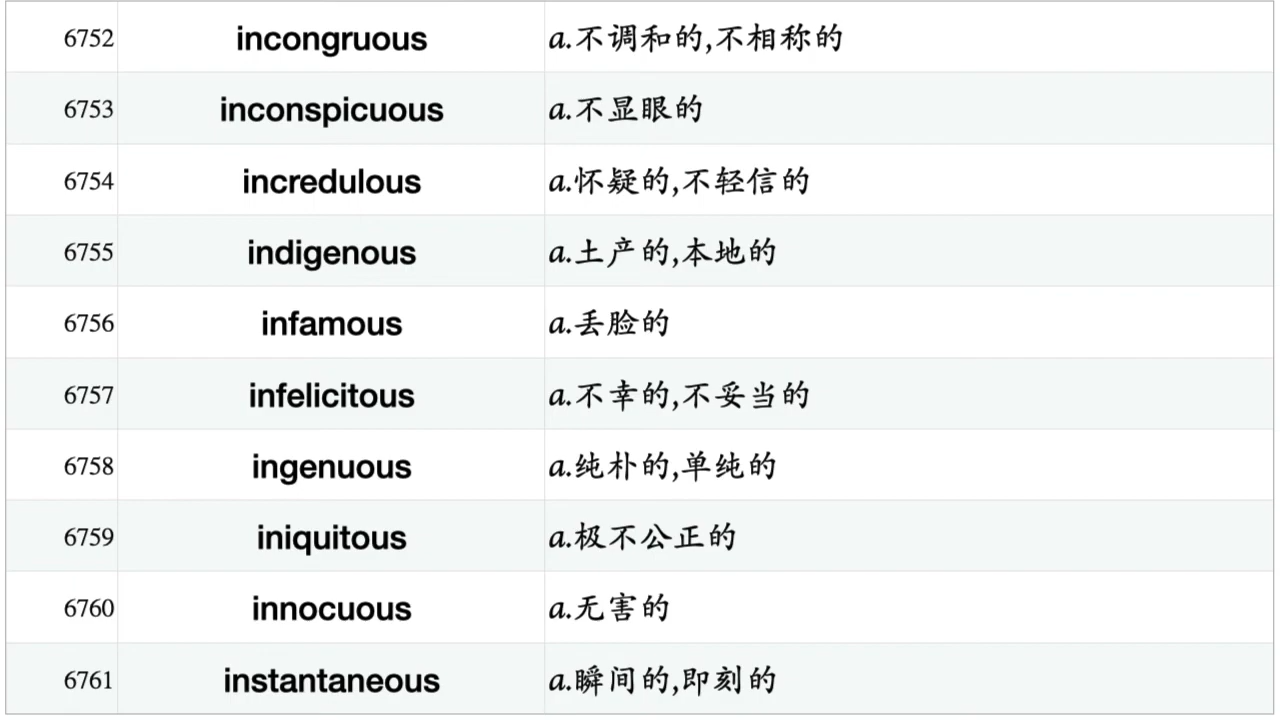 6752 incongruous a.不调和的,不相称的
6753 inconspicuous a.不显眼的
6754 incredulous a.怀疑的,不轻信的
6755 indigenous a.土产的,本地的
6756 infamous a.丢脸的
6757 infelicitous a.不幸的,不妥当的
6758 ingenuous a.纯朴的,单纯的
6759 iniquitous a.极不公正的
6760 innocuous a.无害的
6761 instantaneous a.瞬间的,即刻的